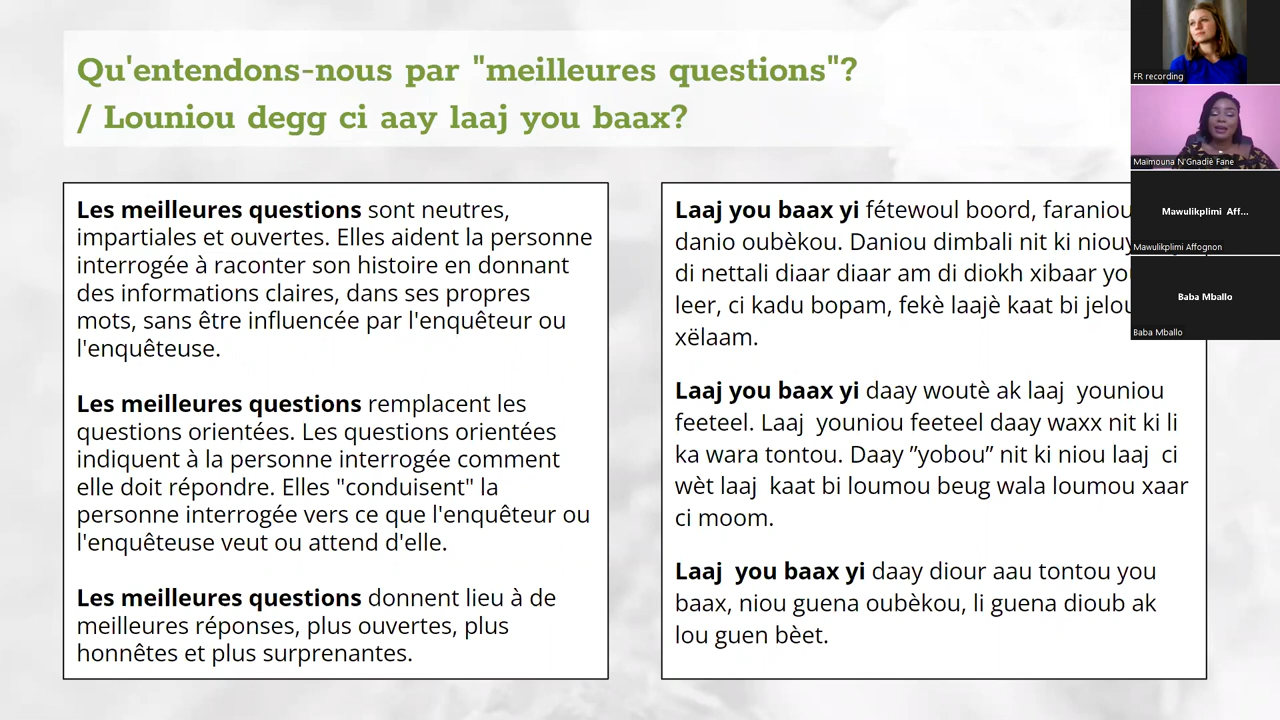 Qu'entendons-nous par "meilleures questions"?
/ Louniou degg ci aay laaj you baax?
Les meilleures questions sont neutres,
impartiales et ouvertes. Elles aident la personne
interrogée à raconter son histoire en donnant
des informations claires, dans ses propres
mots, sans être influencée par l'enquêteur ou
l'enquêteuse.
Les meilleures questions remplacent les
questions orientées. Les questions orientées
indiquent à la personne interrogée comment
elle doit répondre. Elles "conduisent" la
personne interrogée vers ce que l'enquêteur ou
l'enquêteuse veut ou attend d'elle.
Les meilleures questions donnent lieu à de
meilleures réponses, plus ouvertes, plus
honnêtes et plus surprenantes.
Laaj you baax yi fétewoul boord, faraniou
danio oubèkou. Daniou dimbali nit ki
di nettali diaar diaar am di diokh xibaar
leer, ci kadu bopam, fekè laajè kaat bi
xëlaam.
Laaj you baax yi daay woutè ak laaj youniou
feeteel. Laaj youniou feeteel daay waxx nit ki li
ka wara tontou. Daay ”yobou” nit ki niou laaj ci
wèt laaj kaat bi loumou beug wala loumou xaar
ci moom.
Laaj you baax yi daay diour aau tontou you
baax, niou guena oubèkou, li guena dioub ak
lou guen bèet.
FR recording
Maïmouna N'Gnadïé Fane
Mawulikplimi Aff...
Mawulikplimi Affognon
Baba Mballo
Baba Mballo